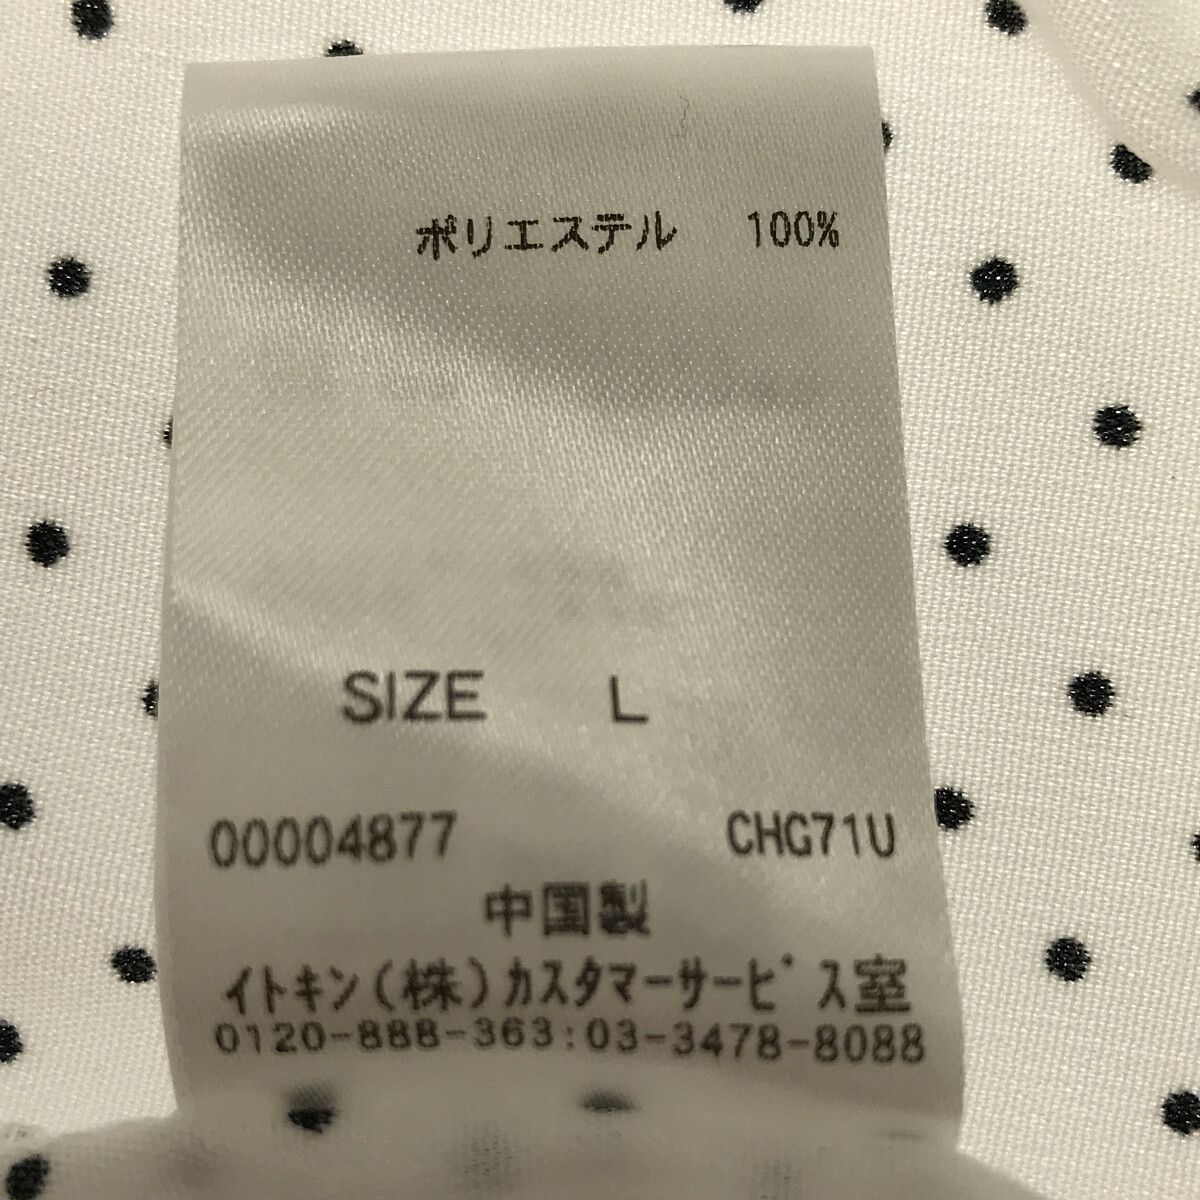 ポリエステル 100%
SIZE L
00004877 CHG71U
中国製
イトキン(株)カスタマーサービス室
0120-888-363:03-3478-8088